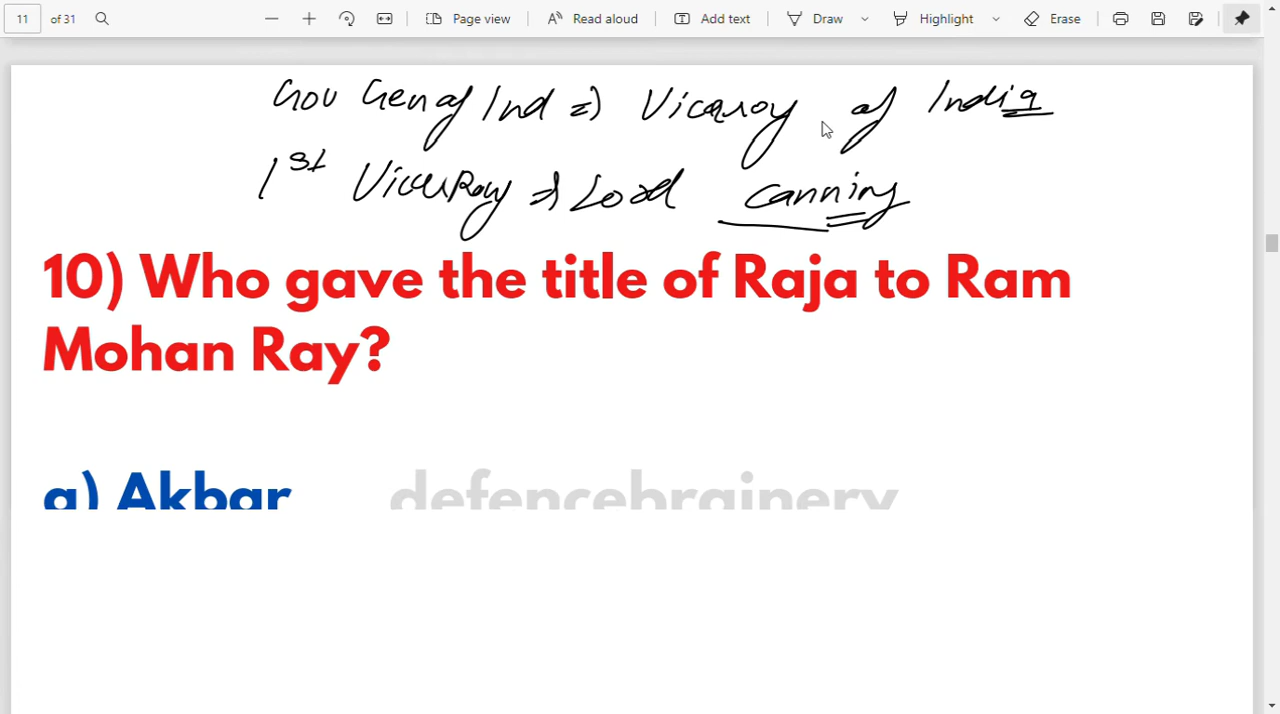 11 of 31 Page view Read aloud Add text Draw Highlight Erase
Gov Gen of Ind => Viceroy of India
1st Viceroy => Lord Canning
10) Who gave the title of Raja to Ram
Mohan Ray?
a) Akbar defencebrainery